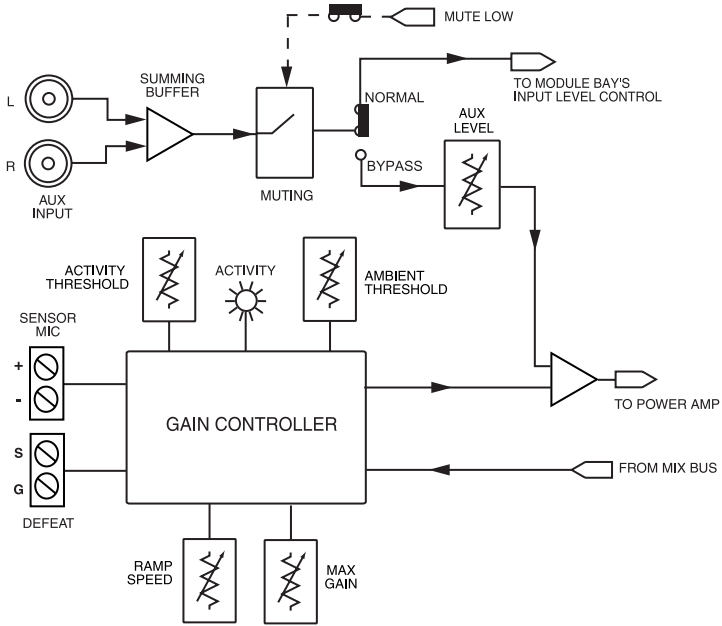 MUTE LOW
SUMMING
BUFFER
NORMAL
TO MODULE BAY'S
INPUT LEVEL CONTROL
L
AUX
LEVEL
R
BYPASS
AUX
INPUT
MUTING
ACTIVITY
THRESHOLD
ACTIVITY
AMBIENT
THRESHOLD
SENSOR
MIC
+
-
GAIN CONTROLLER
TO POWER AMP
S
G
FROM MIX BUS
DEFEAT
RAMP
SPEED
MAX
GAIN